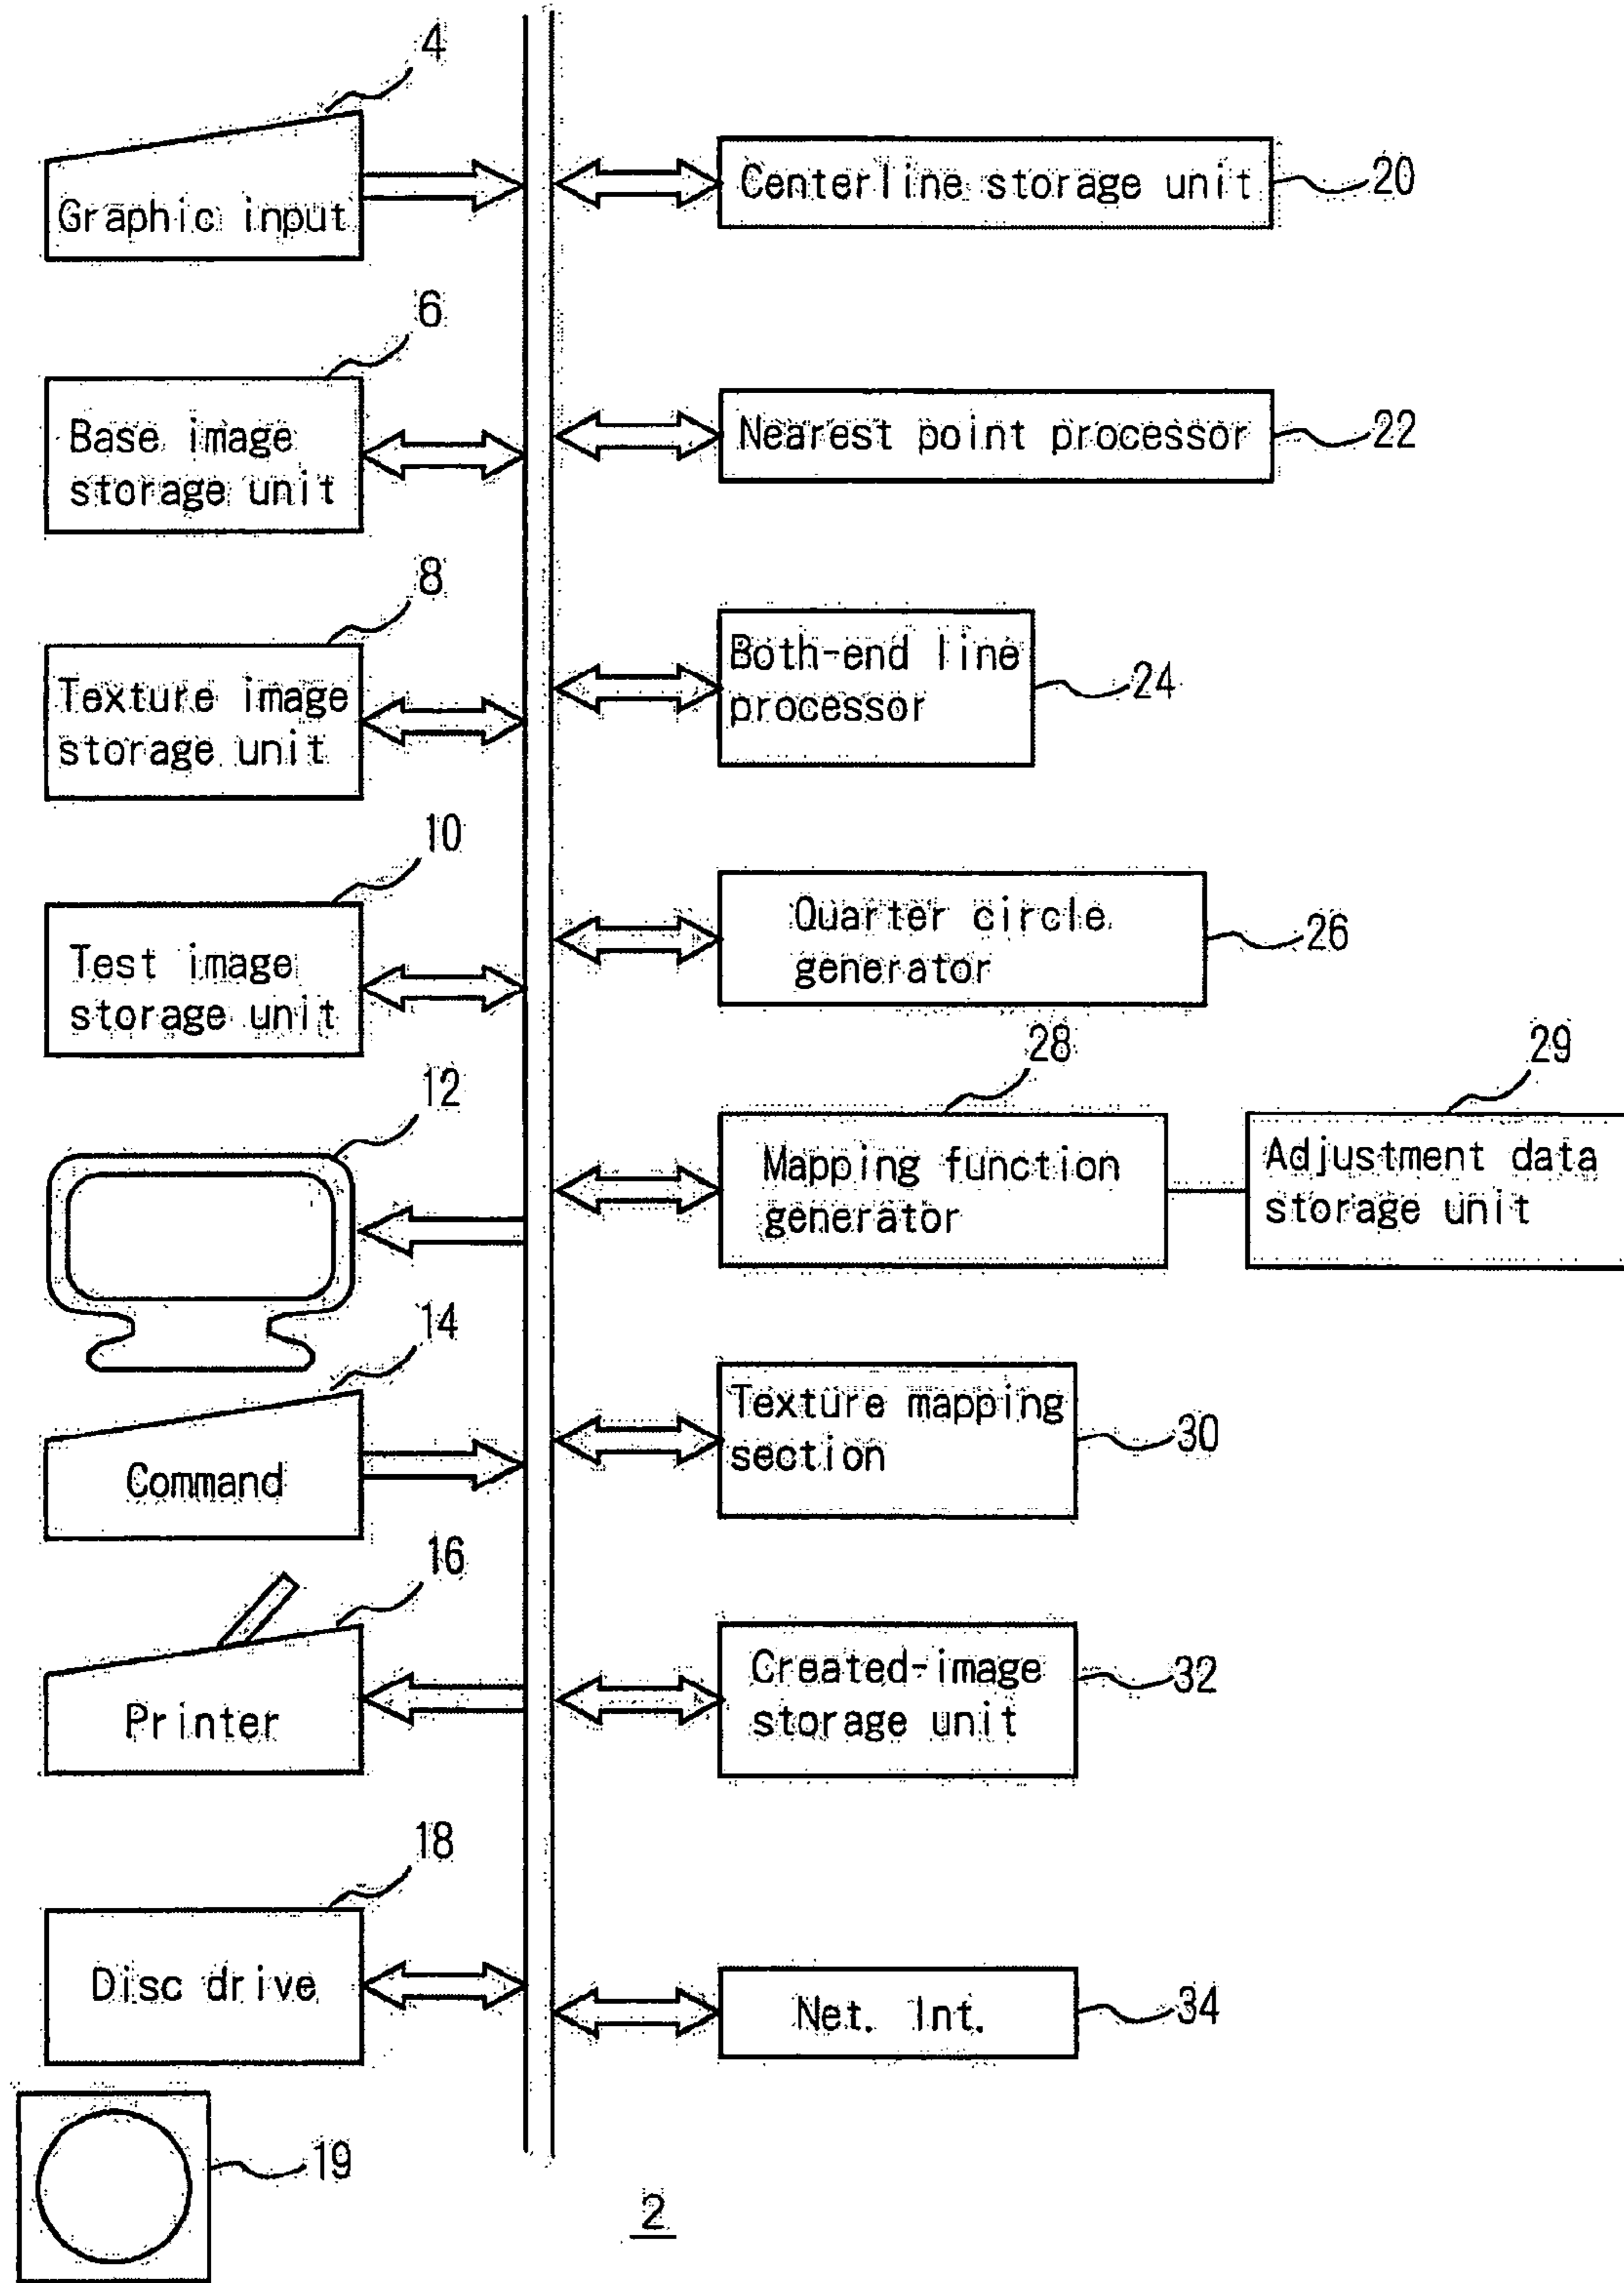 4
Graphic input
6
Base image
storage unit
8
Texture image
storage unit
10
Test image
storage unit
12
14
Command
16
Printer
18
Disc drive
19
Centerline storage unit
20
Nearest point processor
22
Both-end line
processor
24
Quarter circle
generator
26
28
Mapping function
generator
29
Adjustment data
storage unit
Texture mapping
section
30
Created-image
storage unit
32
Net. Int.
34
2